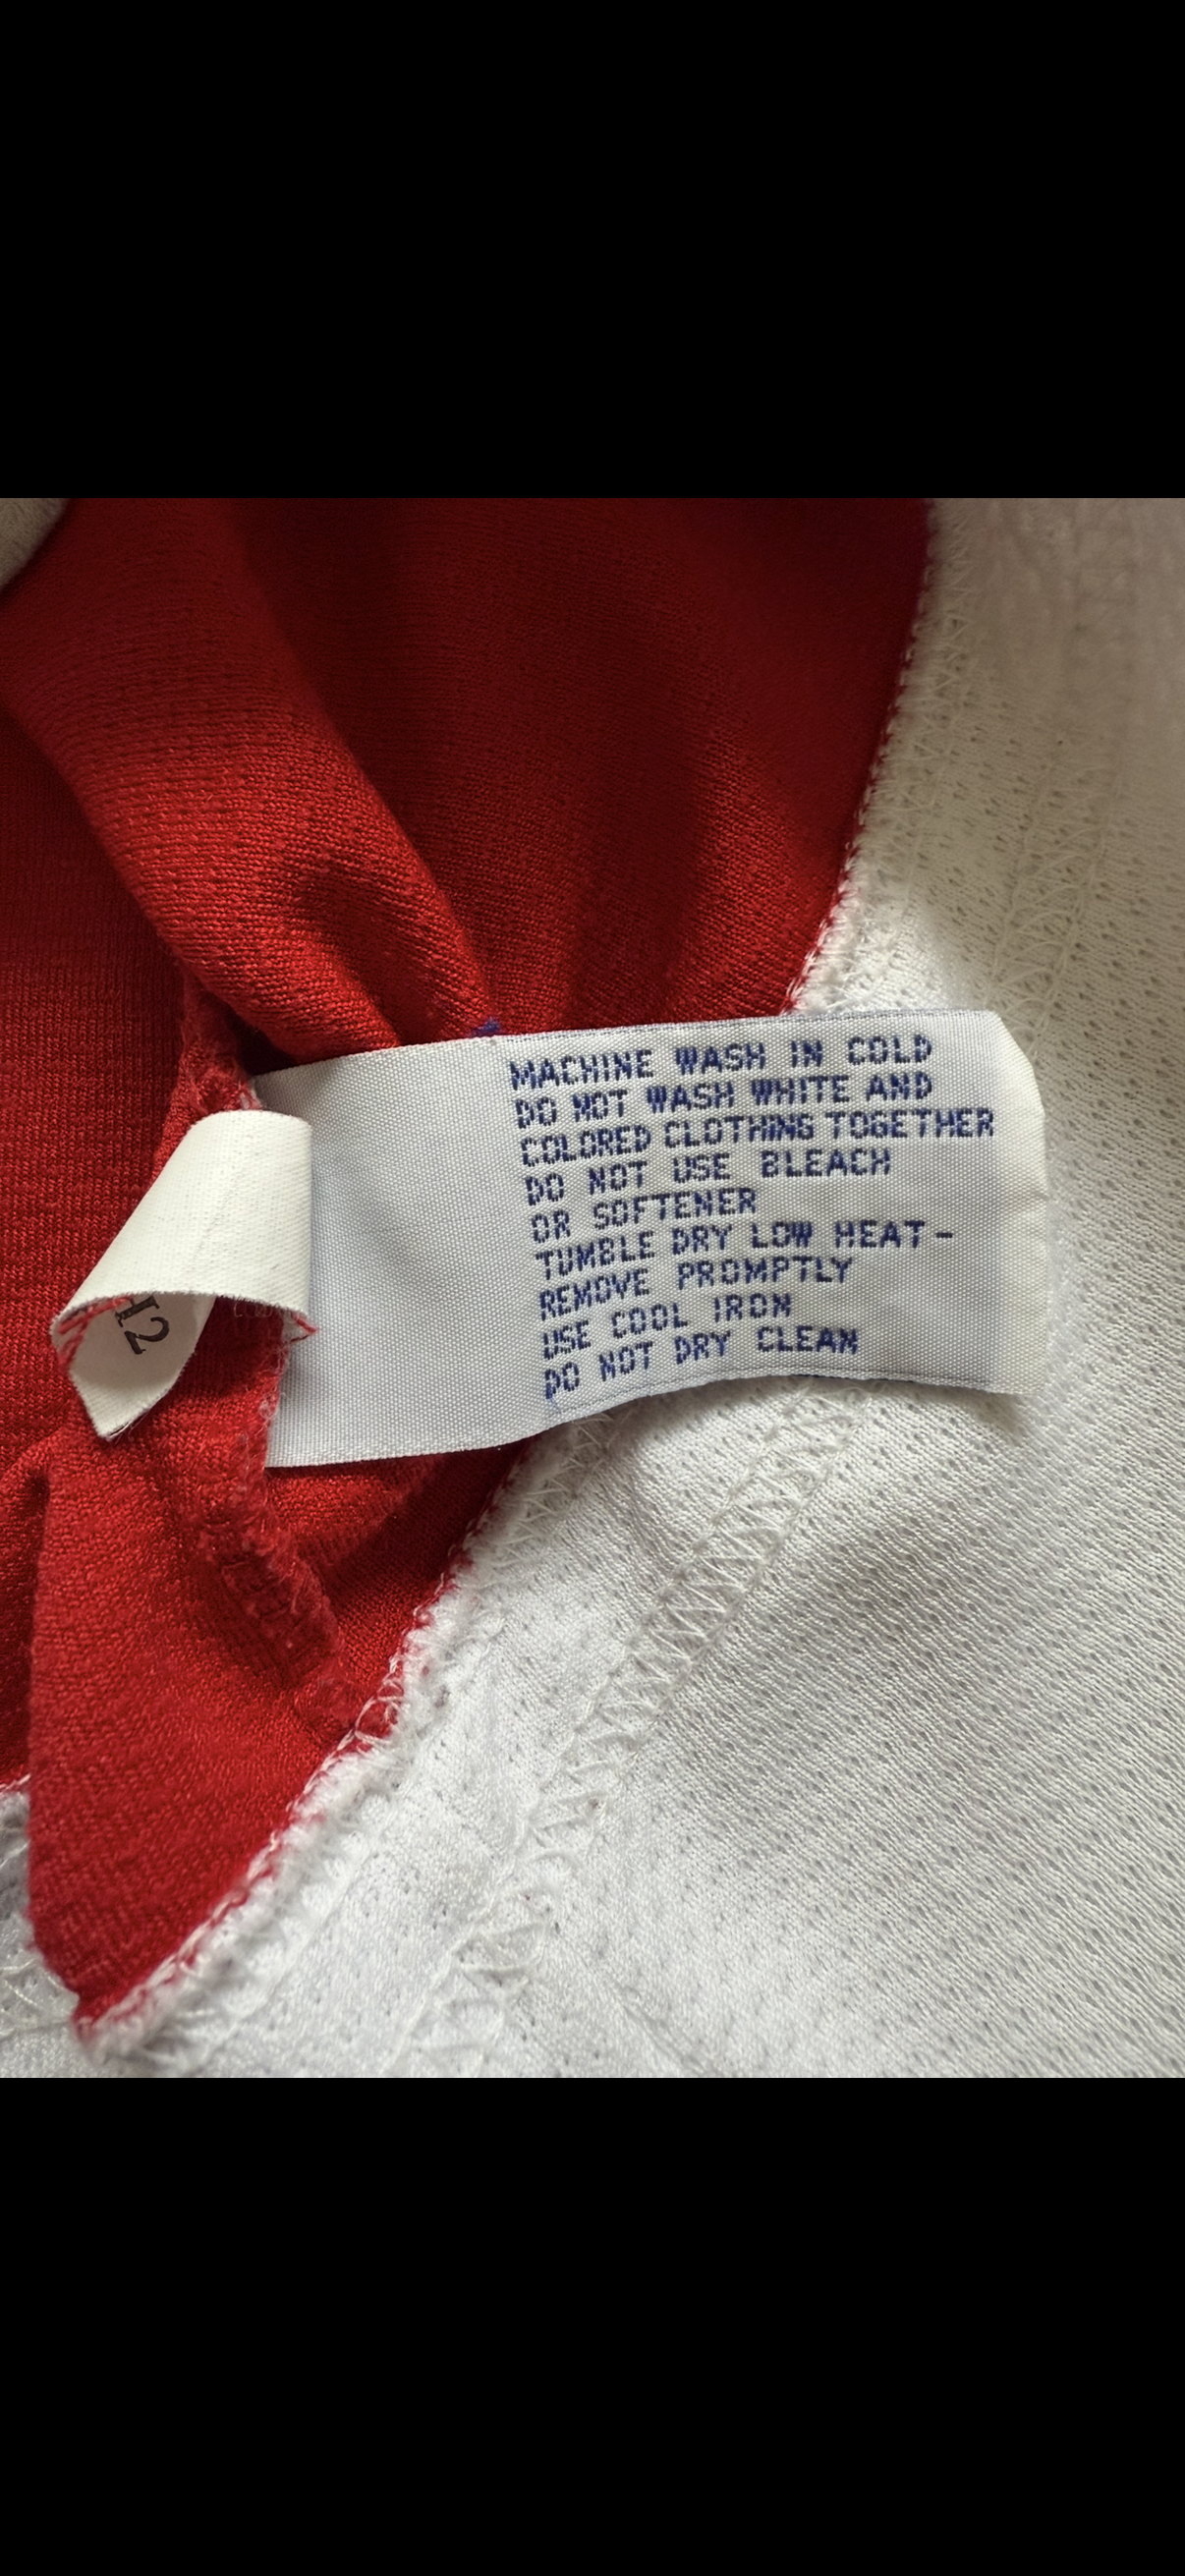 MACHINE WASH IN COLD
DO NOT WASH WHITE AND
COLORED CLOTHING TOGETHER
DO NOT USE BLEACH
OR SOFTENER
TUMBLE DRY LOW HEAT-
REMOVE PROMPTLY
USE COOL IRON
DO NOT DRY CLEAN